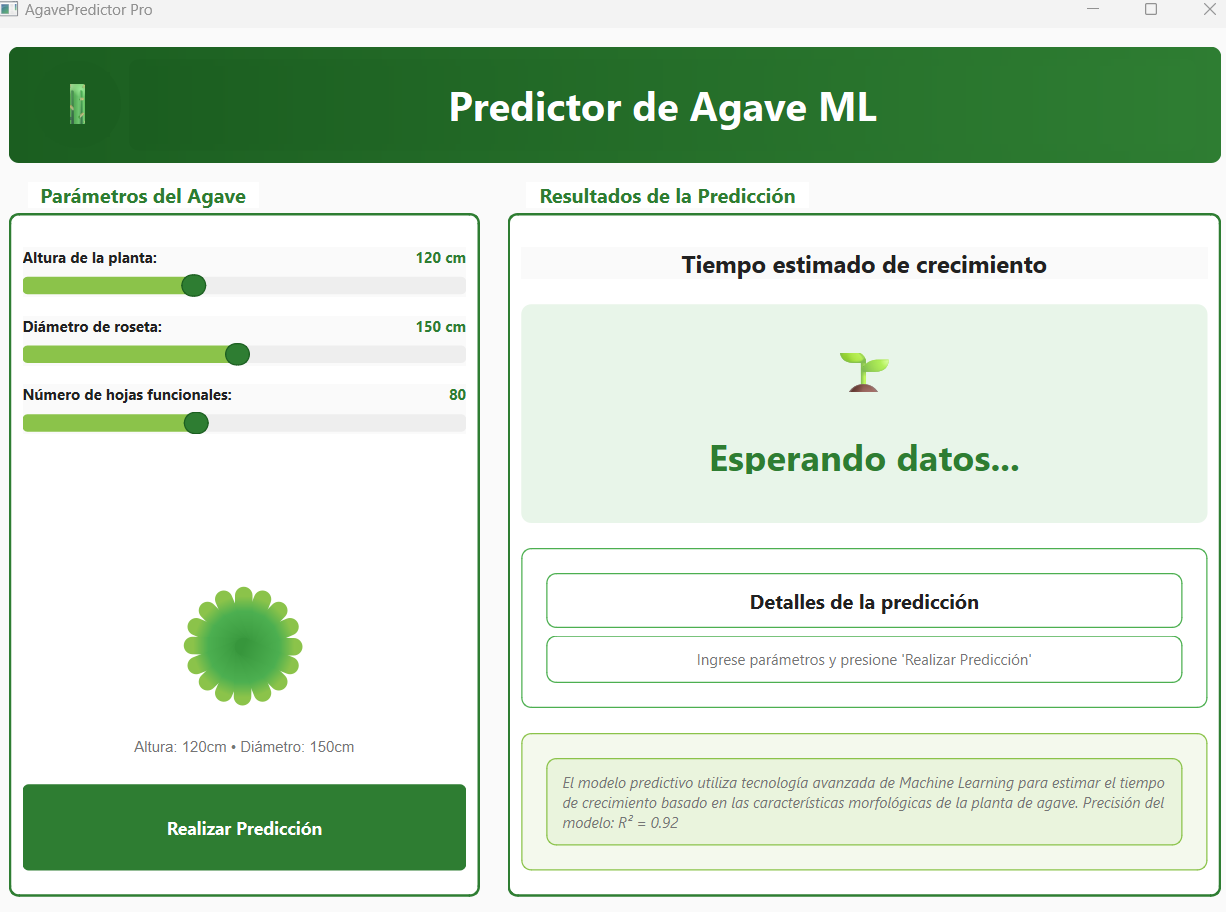 AgavePredictor Pro
Predictor de Agave ML
Parámetros del Agave
Altura de la planta: 120 cm
Diámetro de roseta: 150 cm
Número de hojas funcionales: 80
Altura: 120cm • Diámetro: 150cm
Realizar Predicción
Resultados de la Predicción
Tiempo estimado de crecimiento
Esperando datos...
Detalles de la predicción
Ingrese parámetros y presione 'Realizar Predicción'
El modelo predictivo utiliza tecnología avanzada de Machine Learning para estimar el tiempo
de crecimiento basado en las características morfológicas de la planta de agave. Precisión del
modelo: R² = 0.92